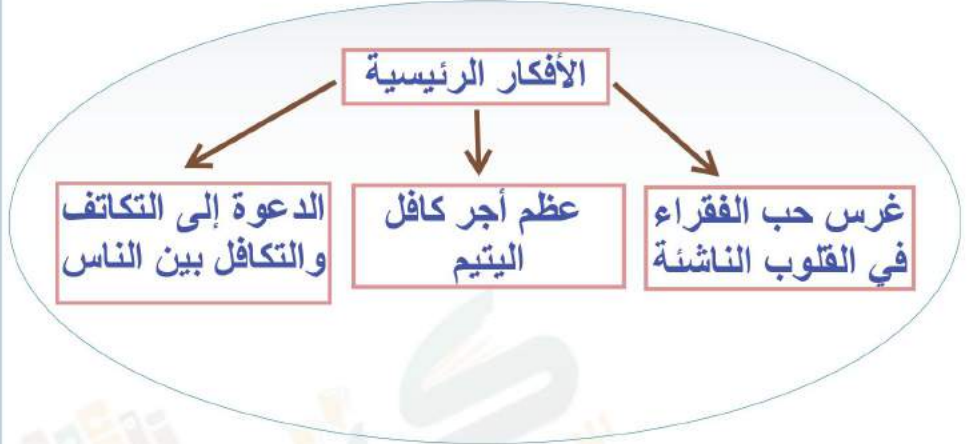 الأفكار الرئيسية
غرس حب الفقراء
في القلوب الناشئة
عظم أجر كافل
اليتيم
الدعوة إلى التكاتف
والتكافل بين الناس